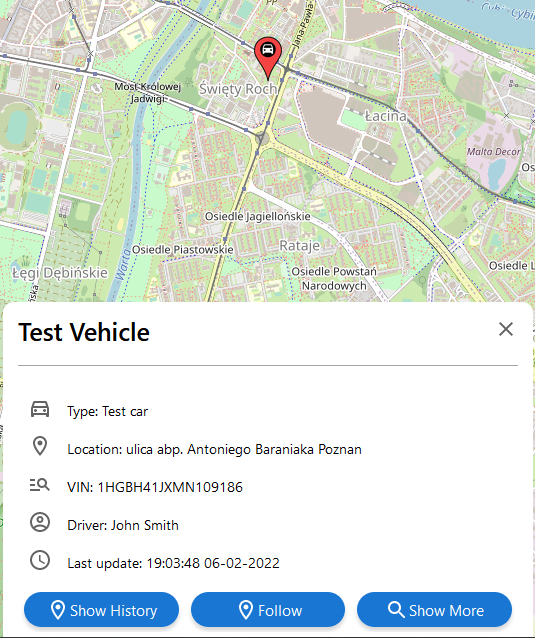 Jana Pawła
Cybi
Cybin
Most Królowej
Jadwigi
Święty Roch
Łacina
Malta Decor
Os
Osiedle Jagiellońskie
Osiedle Piastowskie
Rataje
Warta
Łęgi Dębińskie
Osiedle Powstań
Narodowych
Osiedle L
Test Vehicle
Type: Test car
Location: ulica abp. Antoniego Baraniaka Poznan
VIN: 1HGBH41JXMN109186
Driver: John Smith
Last update: 19:03:48 06-02-2022
Show History
Follow
Show More